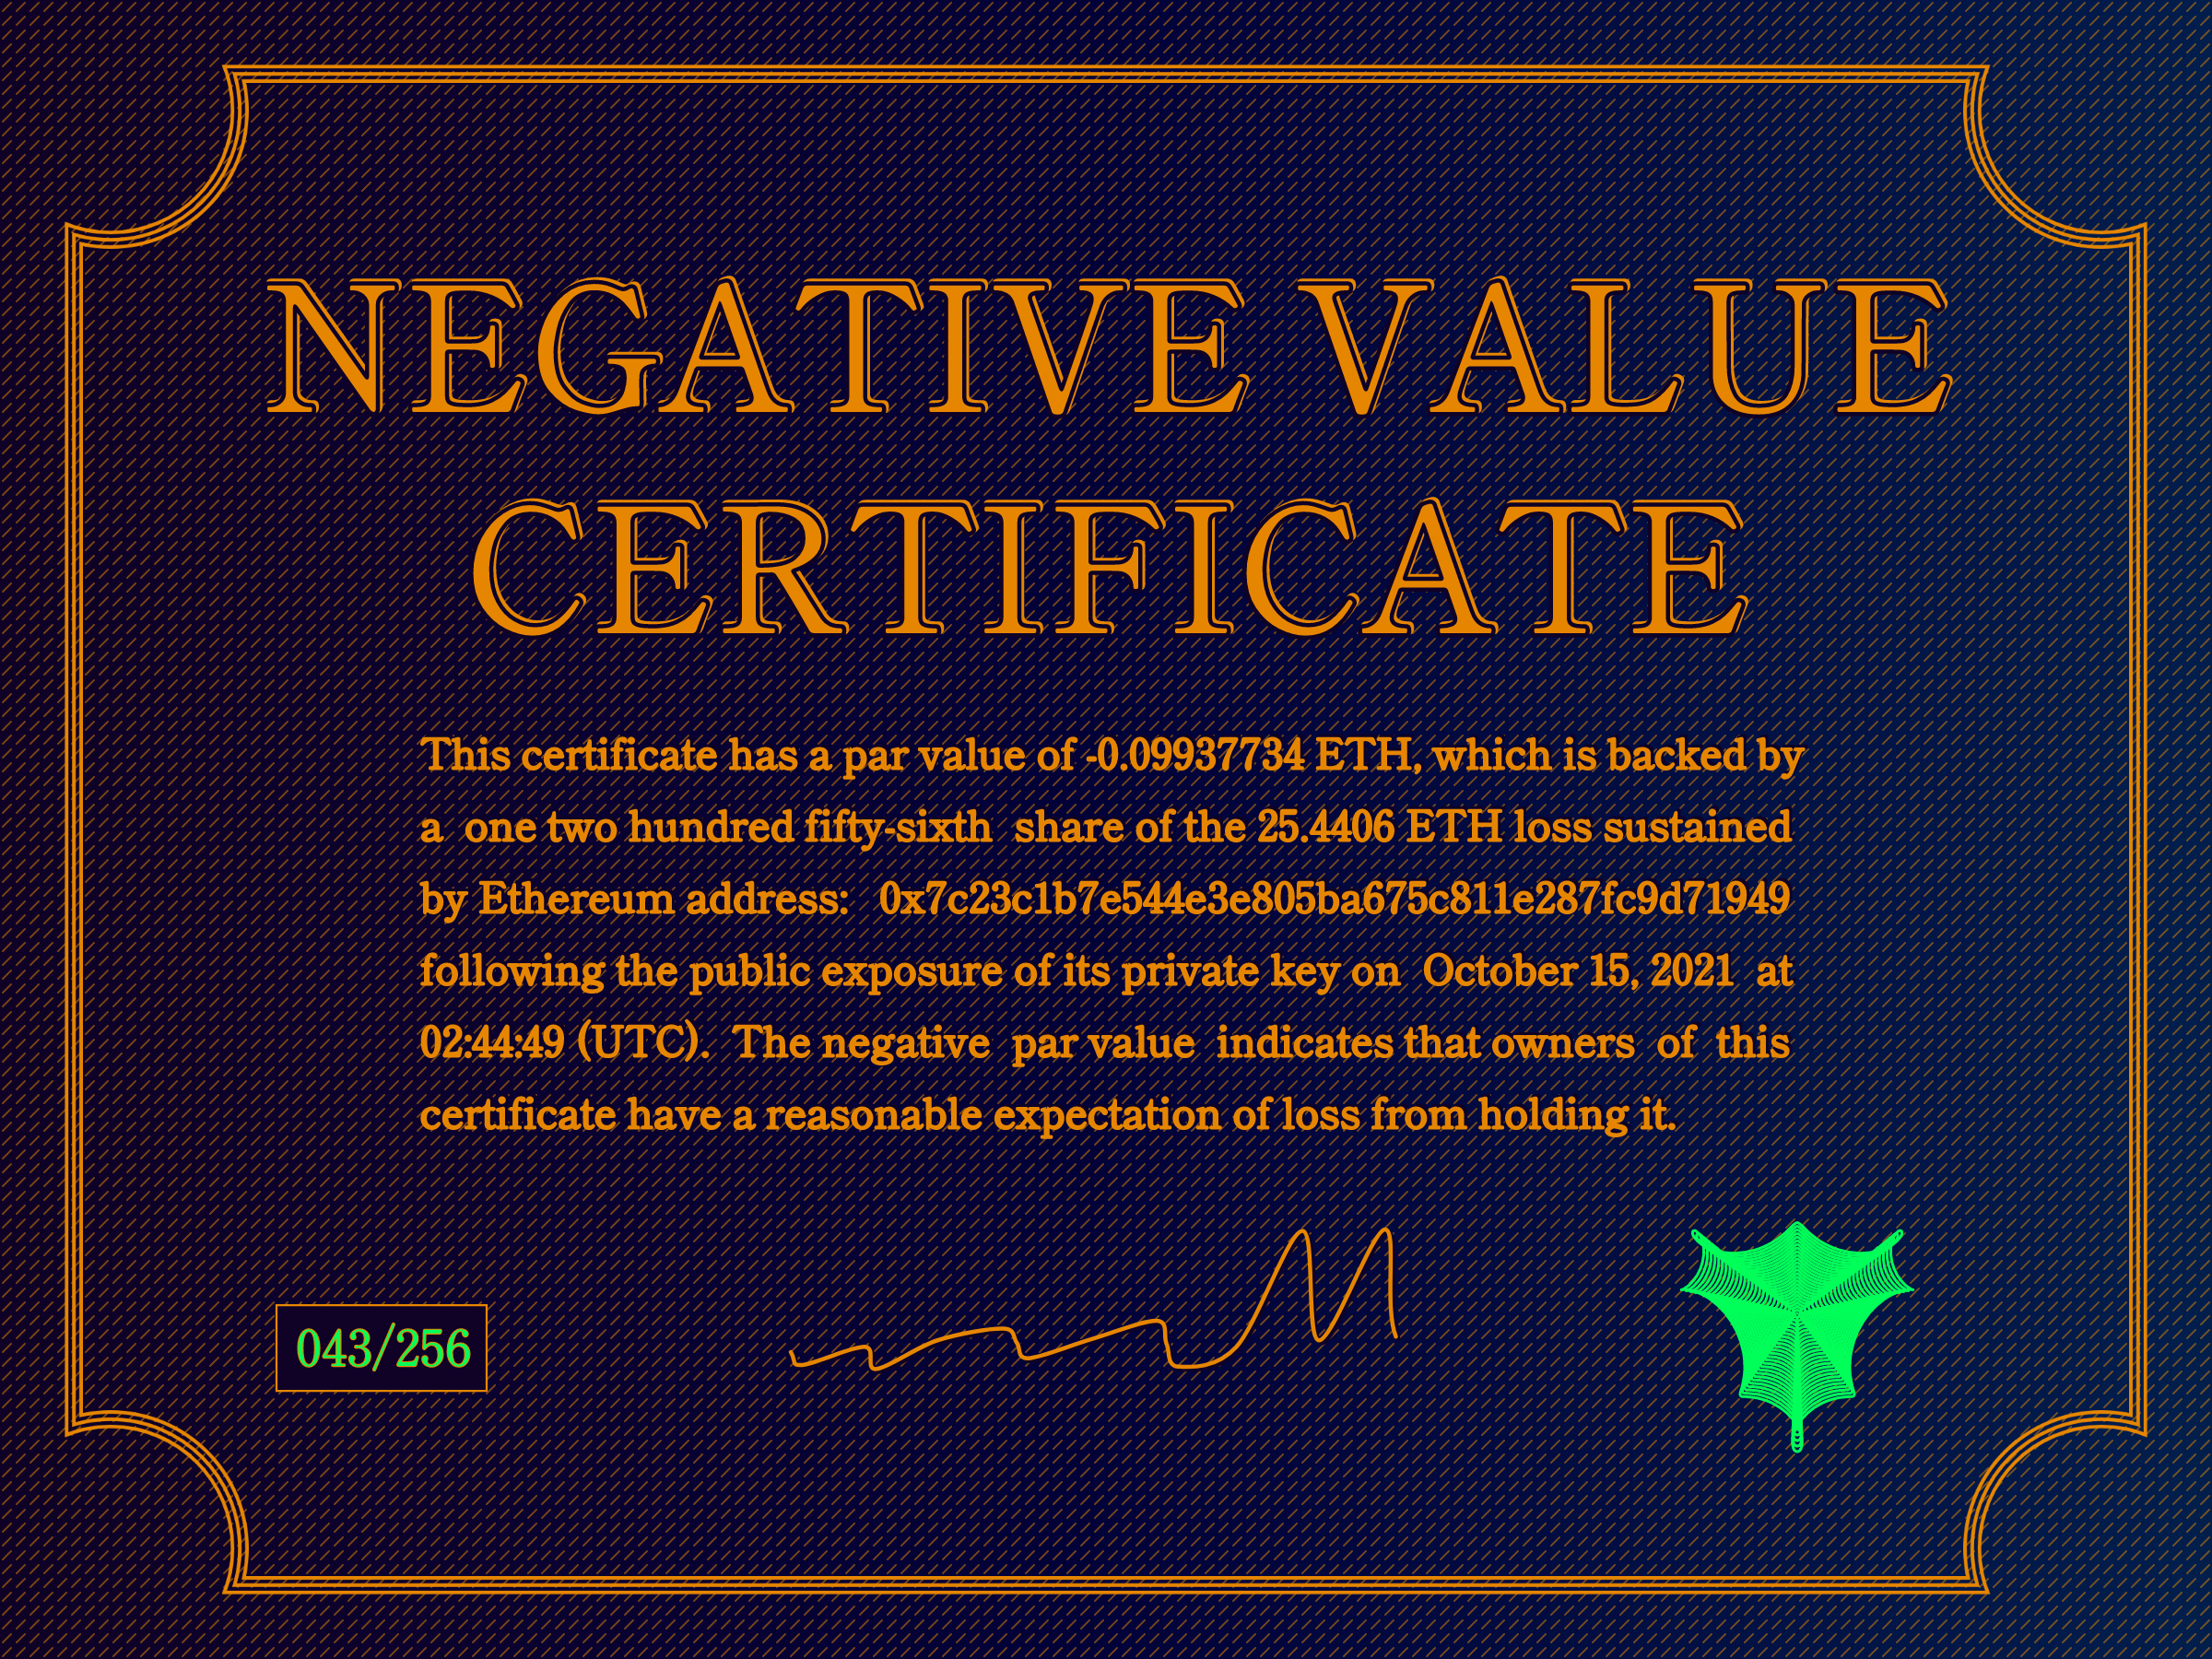 NEGATIVE VALUE
CERTIFICATE
This certificate has a par value of -0.09937734 ETH, which is backed by
a one two hundred fifty-sixth share of the 25.4406 ETH loss sustained
by Ethereum address: 0x7c23c1b7e544e3e805ba675c811e287fc9d71949
following the public exposure of its private key on October 15, 2021 at
02:44:49 (UTC). The negative par value indicates that owners of this
certificate have a reasonable expectation of loss from holding it.
043/256